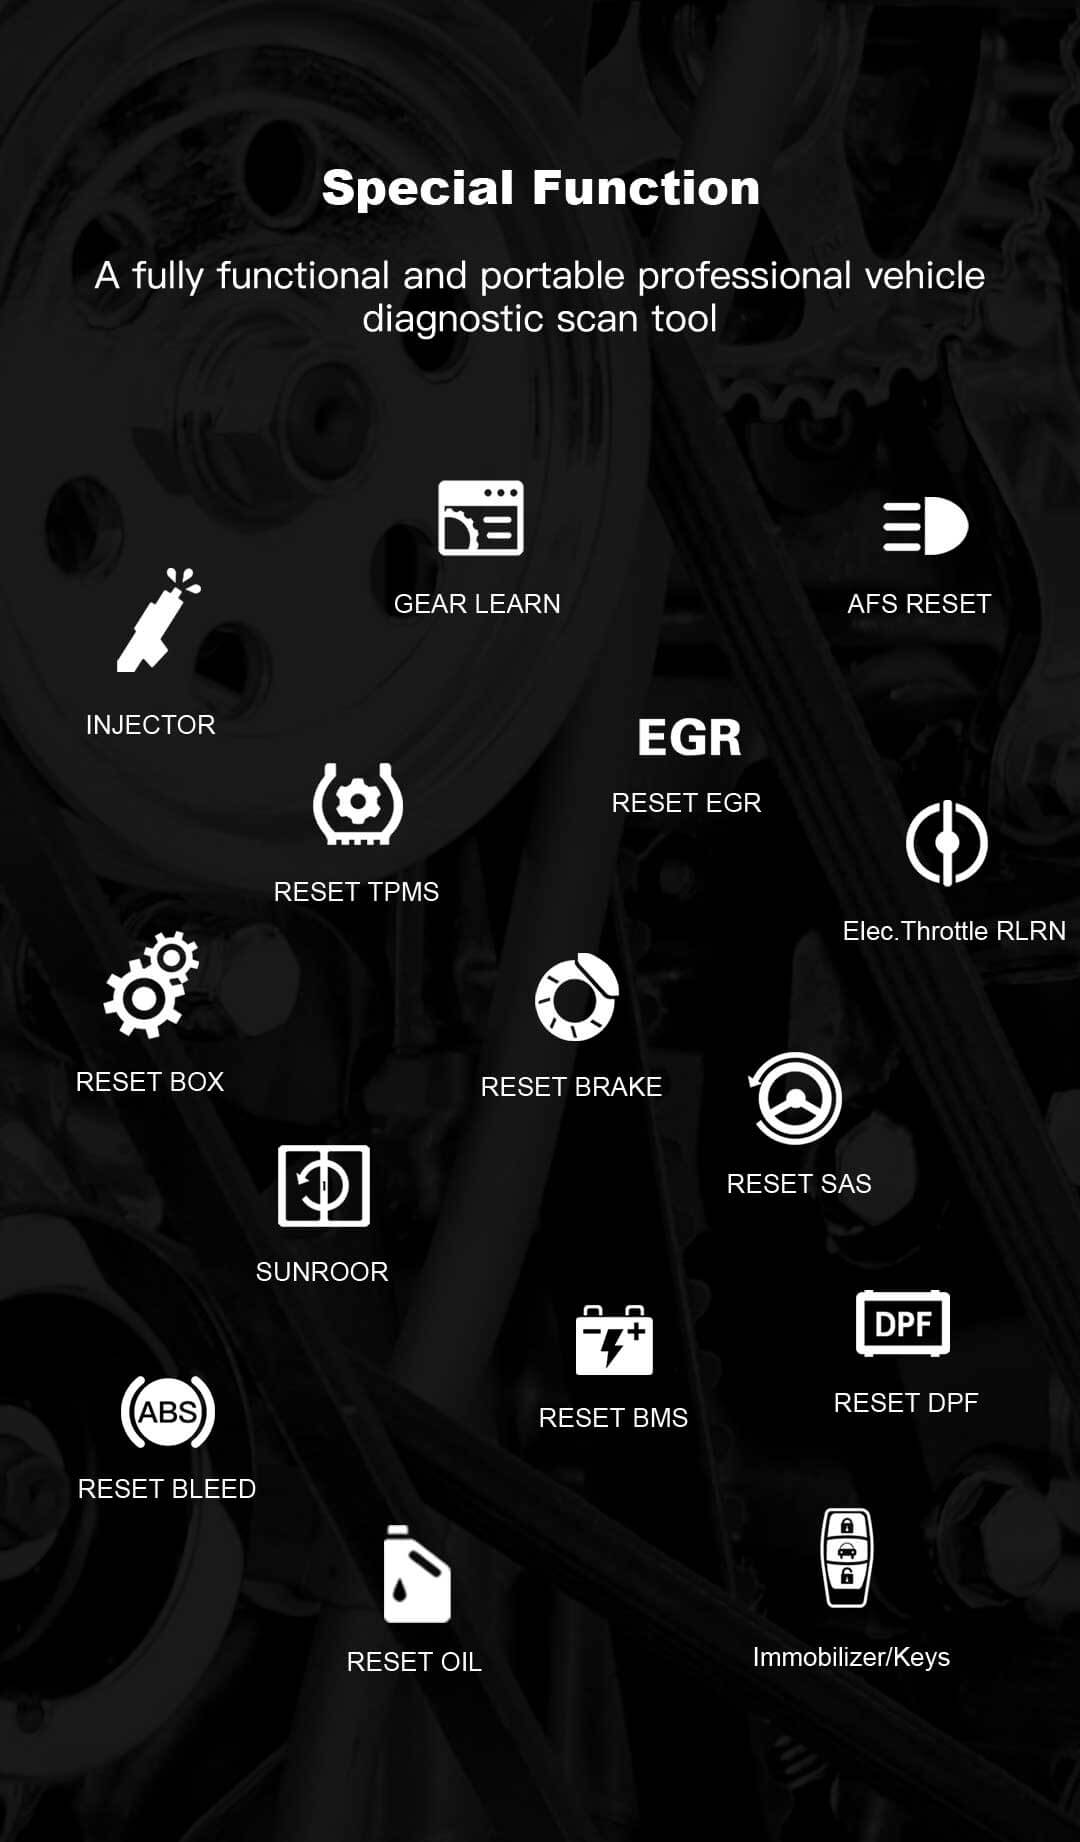 Special Function
A fully functional and portable professional vehicle
diagnostic scan tool
GEAR LEARN
AFS RESET
INJECTOR
EGR
RESET EGR
RESET TPMS
Elec.Throttle RLRN
RESET BOX
RESET BRAKE
RESET SAS
SUNROOR
DPF
RESET DPF
RESET BMS
ABS
RESET BLEED
RESET OIL
Immobilizer/Keys